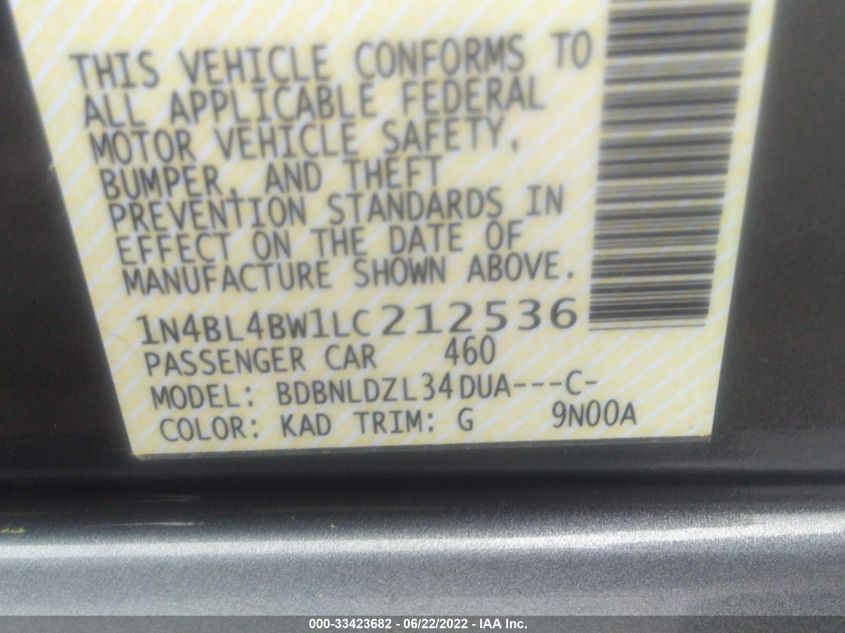 THIS VEHICLE CONFORMS TO
ALL APPLICABLE FEDERAL
MOTOR VEHICLE SAFETY,
BUMPER, AND THEFT
PREVENTION STANDARDS IN
EFFECT ON THE DATE OF
MANUFACTURE SHOWN ABOVE.
1N4BL4BW1LC212536
PASSENGER CAR 460
MODEL: BDBNLDZL34DUA---C-
COLOR: KAD TRIM: G 9N00A
000-33423682 - 06/22/2022 - IAA Inc.